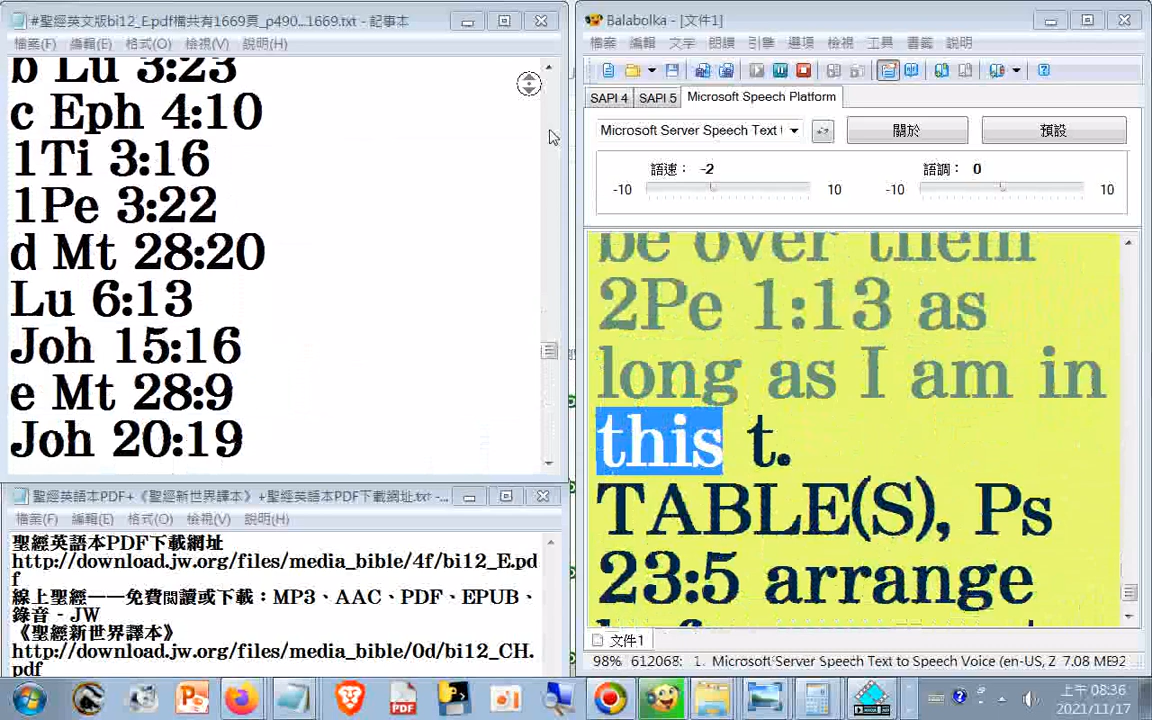 #聖經英文版bi12_E.pdf檔共有1669頁_p490...1669.txt - 記事本
檔案(F) 編輯(E) 格式(O) 檢視(V) 說明(H)
b Lu 3:23
c Eph 4:10
1Ti 3:16
1Pe 3:22
d Mt 28:20
Lu 6:13
Joh 15:16
e Mt 28:9
Joh 20:19
聖經英語本PDF+《聖經新世界譯本》+聖經英語本PDF下載網址.txt -...
檔案(F) 編輯(E) 格式(O) 檢視(V) 說明(H)
聖經英語本PDF下載網址
http://download.jw.org/files/media_bible/4f/bi12_E.pd
f
線上聖經——免費閱讀或下載：MP3、AAC、PDF、EPUB、
錄音 - JW
《聖經新世界譯本》
http://download.jw.org/files/media_bible/0d/bi12_CH.
pdf
Balabolka - [文件1]
檔案 編輯 文字 朗讀 引擎 選項 檢視 工具 書籤 說明
SAPI 4 SAPI 5 Microsoft Speech Platform
Microsoft Server Speech Text 關於 預設
語速： -2 語調： 0
-10 10 -10 10
be over them
2Pe 1:13 as
long as I am in
this t.
TABLE(S), Ps
23:5 arrange
文件1
98% 612068: 1. Microsoft Server Speech Text to Speech Voice (en-US, Z 7.08 ME92
上午 08:36
2021/11/17